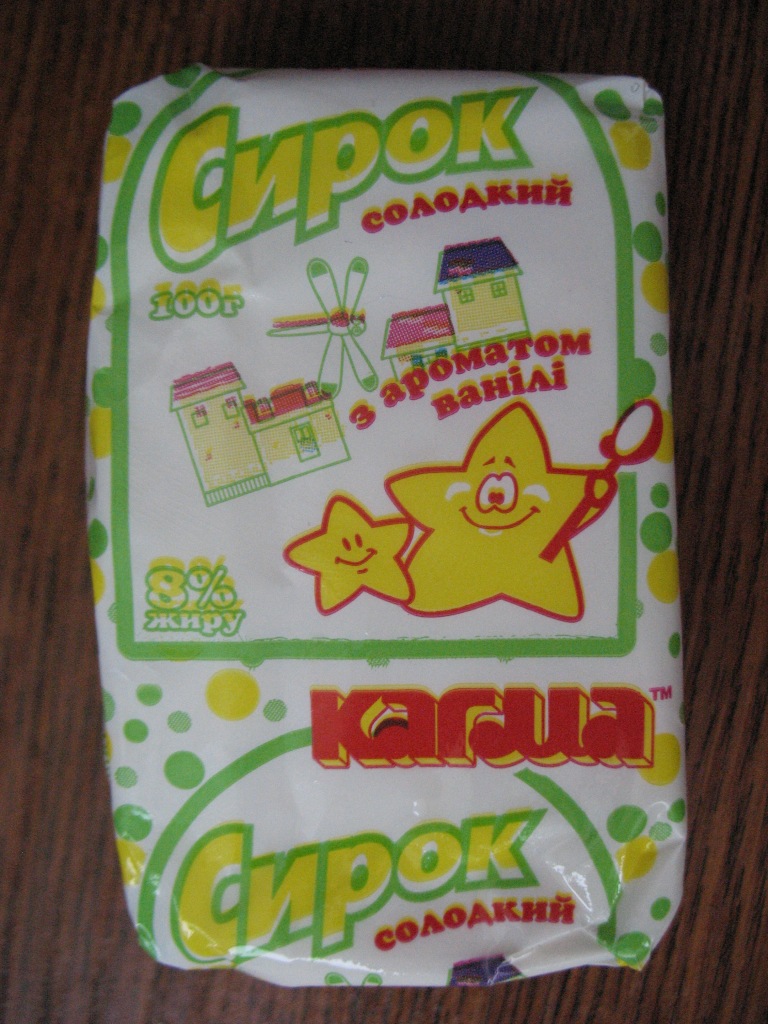 Сирок
солодкий
100г
з ароматом
ванілі
8%
жиру
кагма™
Сирок
солодкий